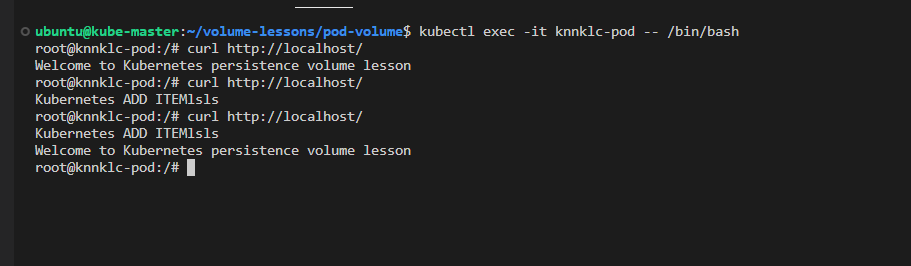 ubuntu@kube-master:~/volume-lessons/pod-volume$ kubectl exec -it knnklc-pod -- /bin/bash
root@knnklc-pod:/# curl http://localhost/
Welcome to Kubernetes persistence volume lesson
root@knnklc-pod:/# curl http://localhost/
Kubernetes ADD ITEMlsls
root@knnklc-pod:/# curl http://localhost/
Kubernetes ADD ITEMlsls
Welcome to Kubernetes persistence volume lesson
root@knnklc-pod:/#